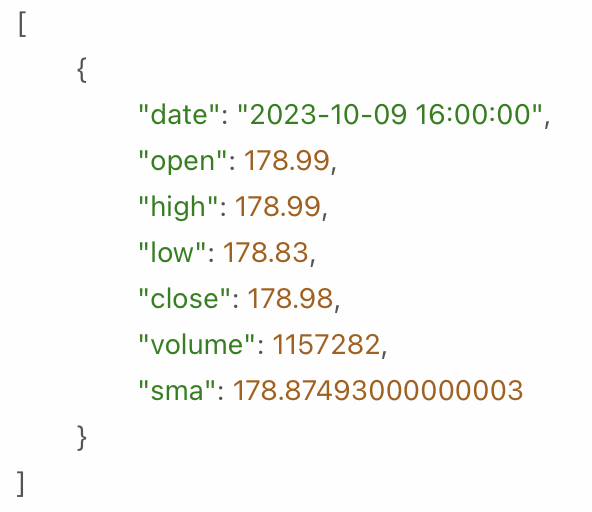 [
{
"date": "2023-10-09 16:00:00",
"open": 178.99,
"high": 178.99,
"low": 178.83,
"close": 178.98,
"volume": 1157282,
"sma": 178.87493000000003
}
]